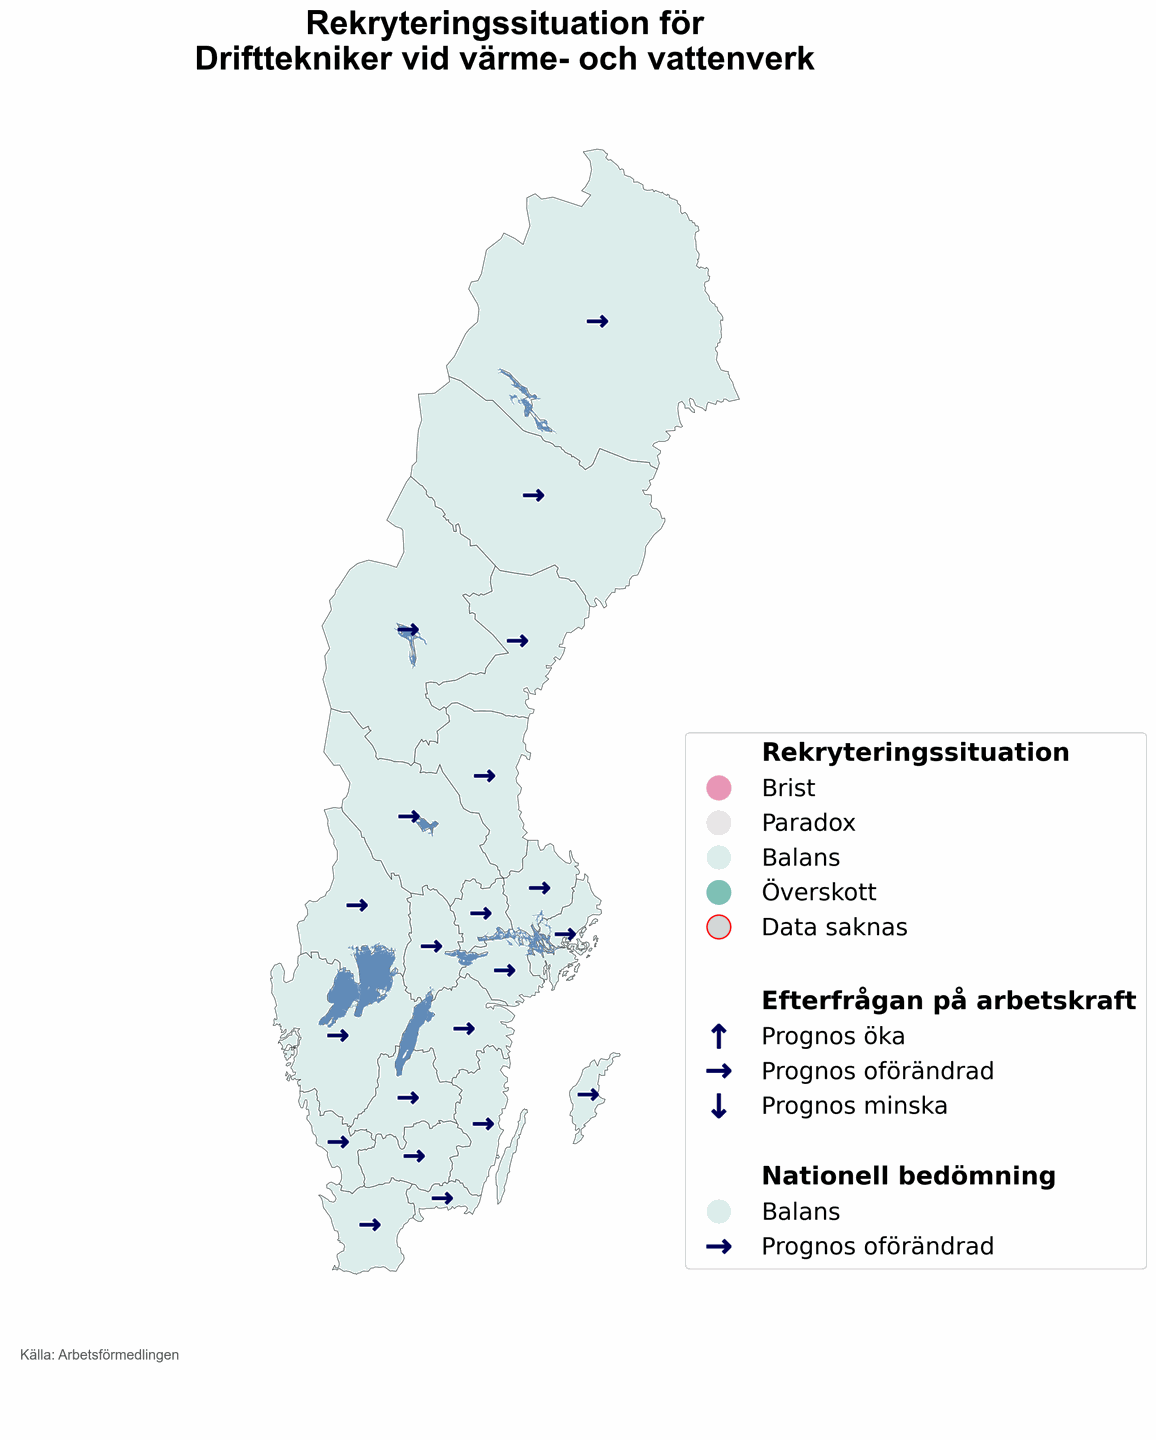 Rekryteringssituation för
Drifttekniker vid värme- och vattenverk
Rekryteringssituation
Brist
Paradox
Balans
Överskott
Data saknas
Efterfrågan på arbetskraft
Prognos öka
Prognos oförändrad
Prognos minska
Nationell bedömning
Balans
Prognos oförändrad
Källa: Arbetsförmedlingen